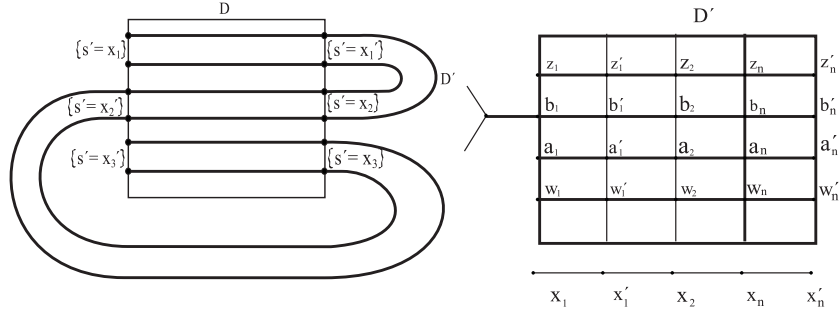 D
{s′= x₁}
{s′= x₁′}
D′
{s′= x₂′}
{s′= x₂}
{s′= x₃′}
{s′= x₃}
D′
z₁ z₁′ z₂ zₙ zₙ′
b₁ b₁′ b₂ bₙ bₙ′
a₁ a₁′ a₂ aₙ aₙ′
w₁ w₁′ w₂ wₙ wₙ′
x₁ x₁′ x₂ xₙ xₙ′